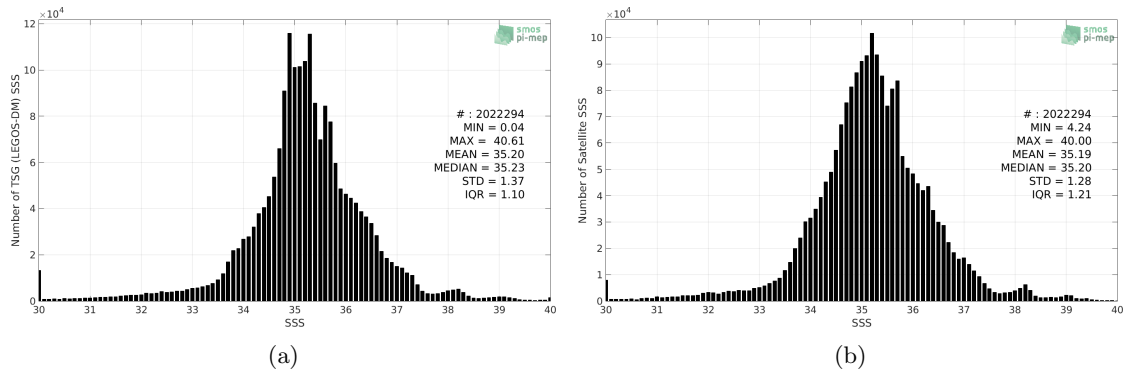 ×10⁴
12
10
8
6
4
2
0
Number of TSG (LEGOS-DM) SSS
smos
pi-mep
# : 2022294
MIN = 0.04
MAX = 40.61
MEAN = 35.20
MEDIAN = 35.23
STD = 1.37
IQR = 1.10
30 31 32 33 34 35 36 37 38 39 40
SSS
(a)
×10⁴
10
9
8
7
6
5
4
3
2
1
0
Number of Satellite SSS
smos
pi-mep
# : 2022294
MIN = 4.24
MAX = 40.00
MEAN = 35.19
MEDIAN = 35.20
STD = 1.28
IQR = 1.21
30 31 32 33 34 35 36 37 38 39 40
SSS
(b)